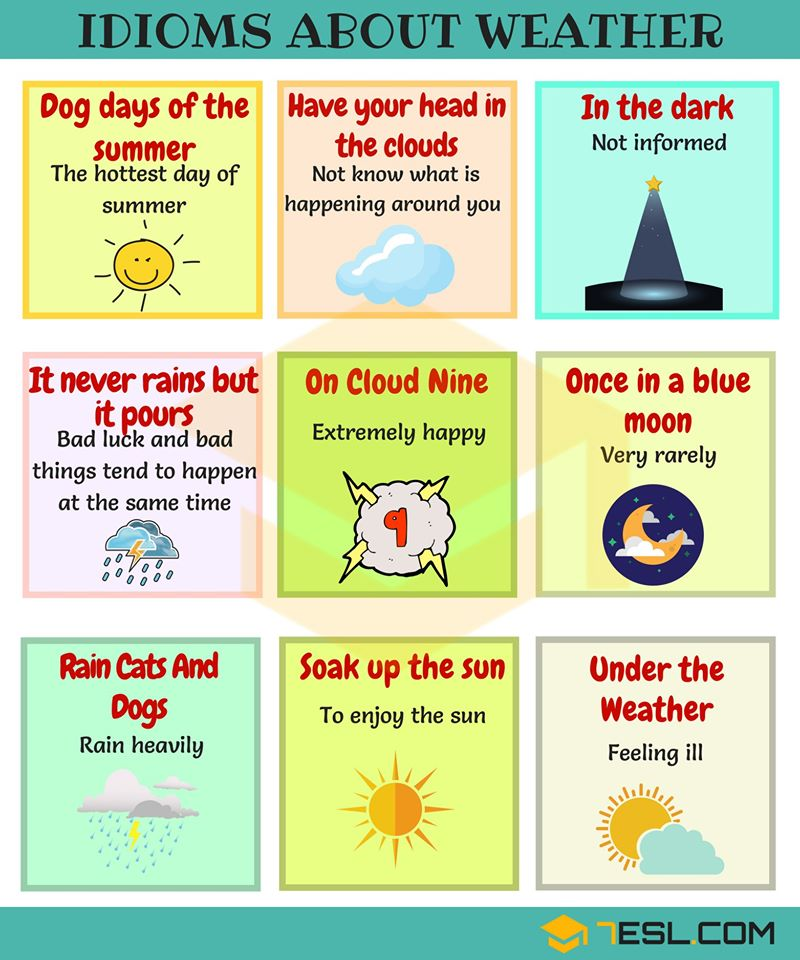 IDIOMS ABOUT WEATHER
Dog days of the
summer
The hottest day of
summer
Have your head in
the clouds
Not know what is
happening around you
In the dark
Not informed
It never rains but
it pours
Bad luck and bad
things tend to happen
at the same time
On Cloud Nine
Extremely happy
9
Once in a blue
moon
Very rarely
Rain Cats And
Dogs
Rain heavily
Soak up the sun
To enjoy the sun
Under the
Weather
Feeling ill
7ESL.COM